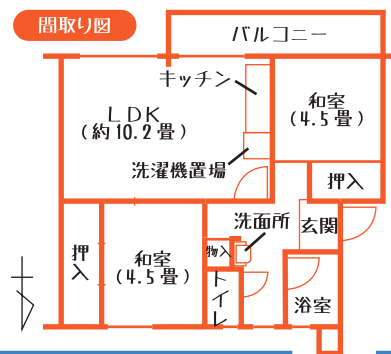 間取り図
バルコニー
キッチン
LDK
(約10.2畳)
和室
(4.5畳)
洗濯機置場
押入
洗面所
玄関
押入
和室
(4.5畳)
物入
トイレ
浴室